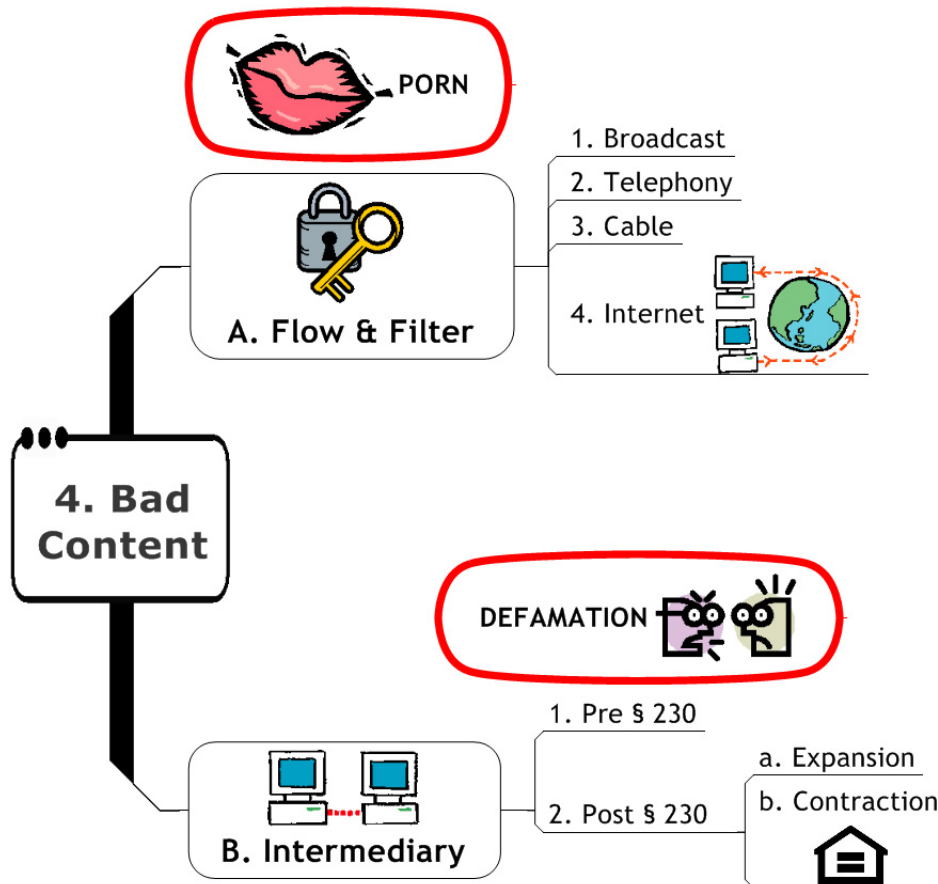 PORN
1. Broadcast
2. Telephony
3. Cable
4. Internet
A. Flow & Filter
4. Bad
Content
DEFAMATION
1. Pre § 230
a. Expansion
b. Contraction
2. Post § 230
B. Intermediary